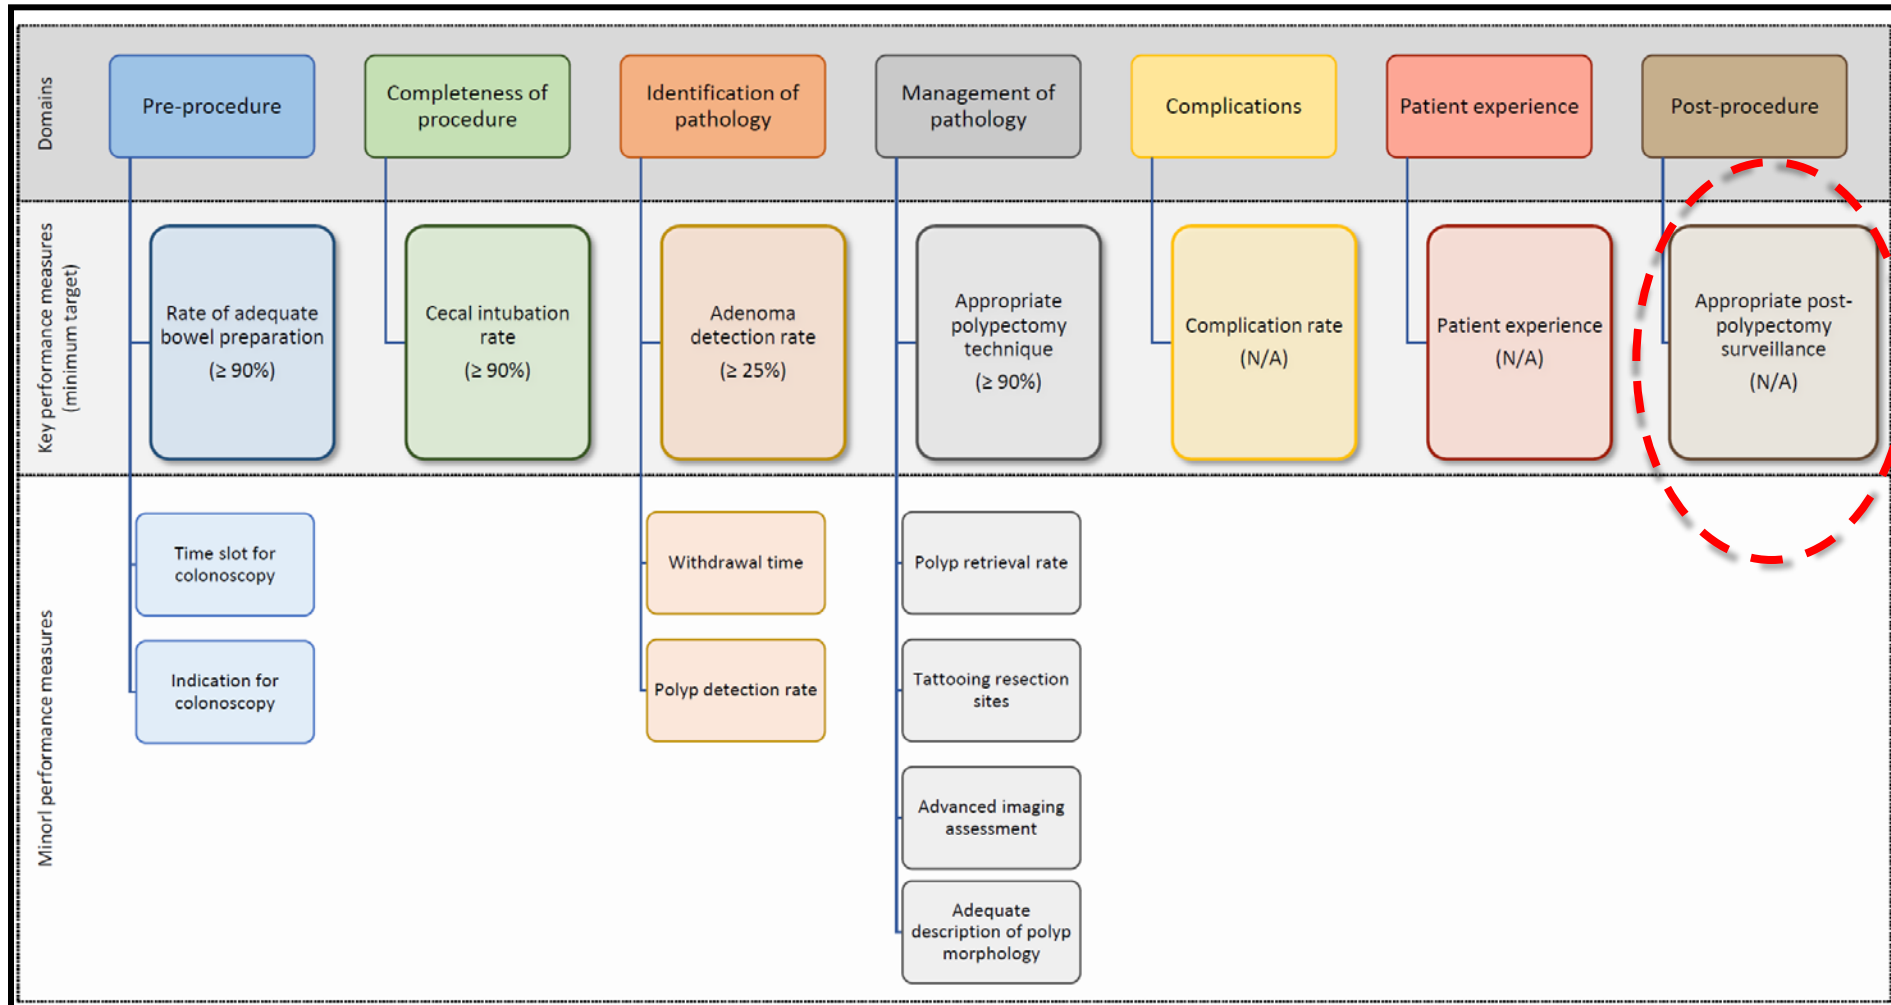 Domains
Pre-procedure
Completeness of
procedure
Identification of
pathology
Management of
pathology
Complications
Patient experience
Post-procedure
Key performance measures
(minimum target)
Rate of adequate
bowel preparation
(≥ 90%)
Cecal intubation
rate
(≥ 90%)
Adenoma
detection rate
(≥ 25%)
Appropriate
polypectomy
technique
(≥ 90%)
Complication rate
(N/A)
Patient experience
(N/A)
Appropriate post-
polypectomy
surveillance
(N/A)
Minorl performance measures
Time slot for
colonoscopy
Indication for
colonoscopy
Withdrawal time
Polyp detection rate
Polyp retrieval rate
Tattooing resection
sites
Advanced imaging
assessment
Adequate
description of polyp
morphology